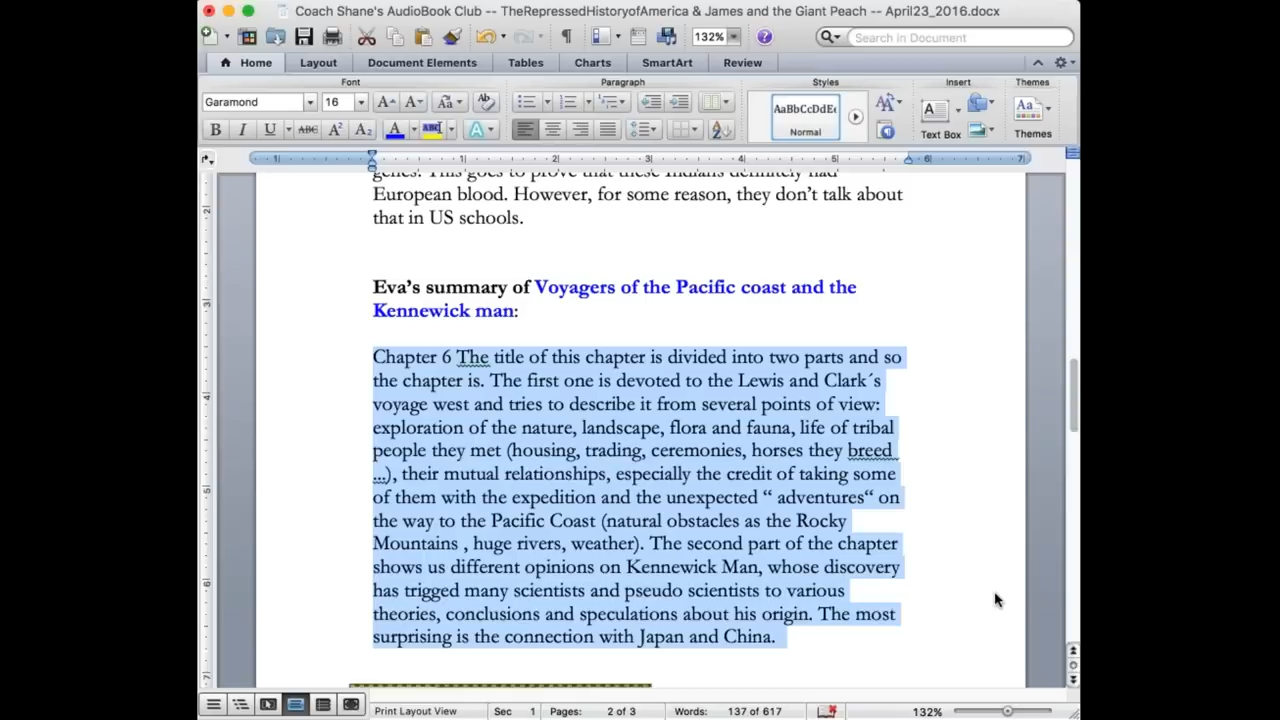 Coach Shane's AudioBook Club -- TheRepressedHistoryofAmerica & James and the Giant Peach -- April23_2016.docx
132%
Search in Document
Home Layout Document Elements Tables Charts SmartArt Review
Font Paragraph Styles Insert Themes
Garamond 16
AaBbCcDdEe
Normal
Text Box
Themes
genes. This goes to prove that these Indians definitely had
European blood. However, for some reason, they don't talk about
that in US schools.
Eva's summary of Voyagers of the Pacific coast and the
Kennewick man:
Chapter 6 The title of this chapter is divided into two parts and so
the chapter is. The first one is devoted to the Lewis and Clark´s
voyage west and tries to describe it from several points of view:
exploration of the nature, landscape, flora and fauna, life of tribal
people they met (housing, trading, ceremonies, horses they breed
...), their mutual relationships, especially the credit of taking some
of them with the expedition and the unexpected “ adventures“ on
the way to the Pacific Coast (natural obstacles as the Rocky
Mountains , huge rivers, weather). The second part of the chapter
shows us different opinions on Kennewick Man, whose discovery
has trigged many scientists and pseudo scientists to various
theories, conclusions and speculations about his origin. The most
surprising is the connection with Japan and China.
Print Layout View Sec 1 Pages: 2 of 3 Words: 137 of 617 132%